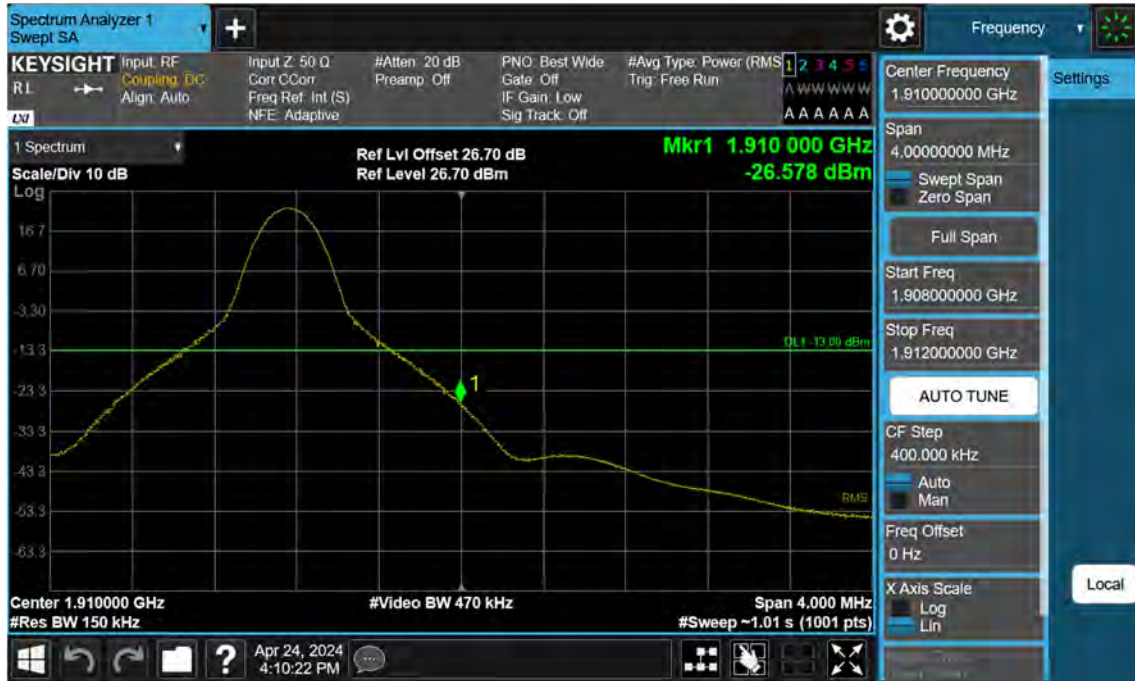 Spectrum Analyzer 1
Swept SA
Frequency
KEYSIGHT
RL
LXI
Input: RF
Coupling: DC
Align: Auto
Input Z: 50 Ω
Corr CCorr
Freq Ref: Int (S)
NFE: Adaptive
#Atten: 20 dB
Preamp: Off
PNO: Best Wide
Gate: Off
IF Gain: Low
Sig Track: Off
#Avg Type: Power (RMS
Trig: Free Run
1 2 3 4 5 6
A W W W W W
A A A A A A
1 Spectrum
Scale/Div 10 dB
Ref Lvl Offset 26.70 dB
Ref Level 26.70 dBm
Mkr1 1.910 000 GHz
-26.578 dBm
Log
16.7
6.70
-3.30
-13.3
-23.3
-33.3
-43.3
-53.3
-63.3
DL1 -13.00 dBm
1
RMS
Center 1.910000 GHz
#Res BW 150 kHz
#Video BW 470 kHz
Span 4.000 MHz
#Sweep ~1.01 s (1001 pts)
Center Frequency
1.910000000 GHz
Settings
Span
4.00000000 MHz
Swept Span
Zero Span
Full Span
Start Freq
1.908000000 GHz
Stop Freq
1.912000000 GHz
AUTO TUNE
CF Step
400.000 kHz
Auto
Man
Freq Offset
0 Hz
X Axis Scale
Log
Lin
Local
?
Apr 24, 2024
4:10:22 PM